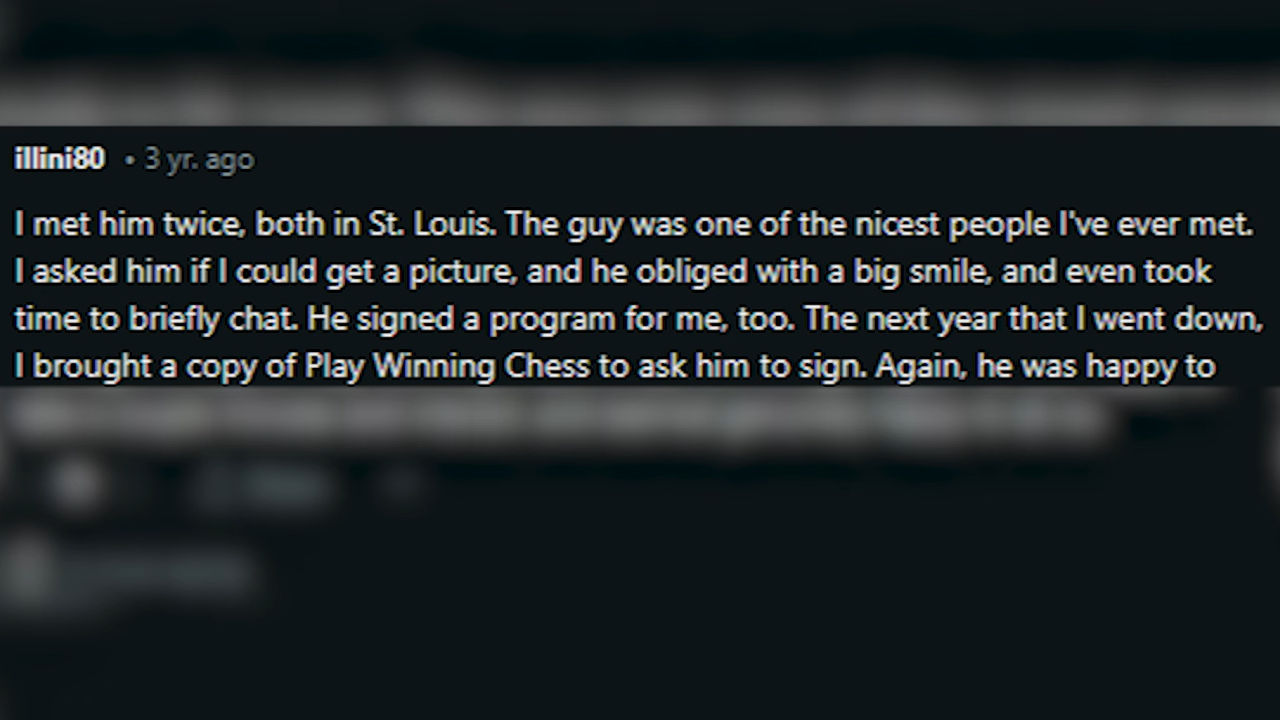 illini80 • 3 yr. ago
I met him twice, both in St. Louis. The guy was one of the nicest people I've ever met.
I asked him if I could get a picture, and he obliged with a big smile, and even took
time to briefly chat. He signed a program for me, too. The next year that I went down,
I brought a copy of Play Winning Chess to ask him to sign. Again, he was happy to